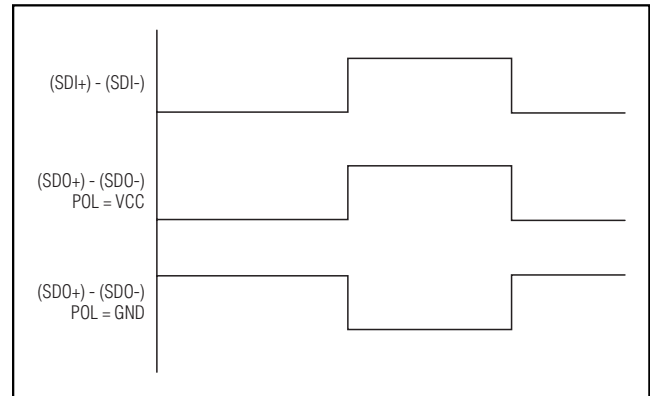 (SDI+) - (SDI-)
(SDO+) - (SDO-)
POL = VCC
(SDO+) - (SDO-)
POL = GND